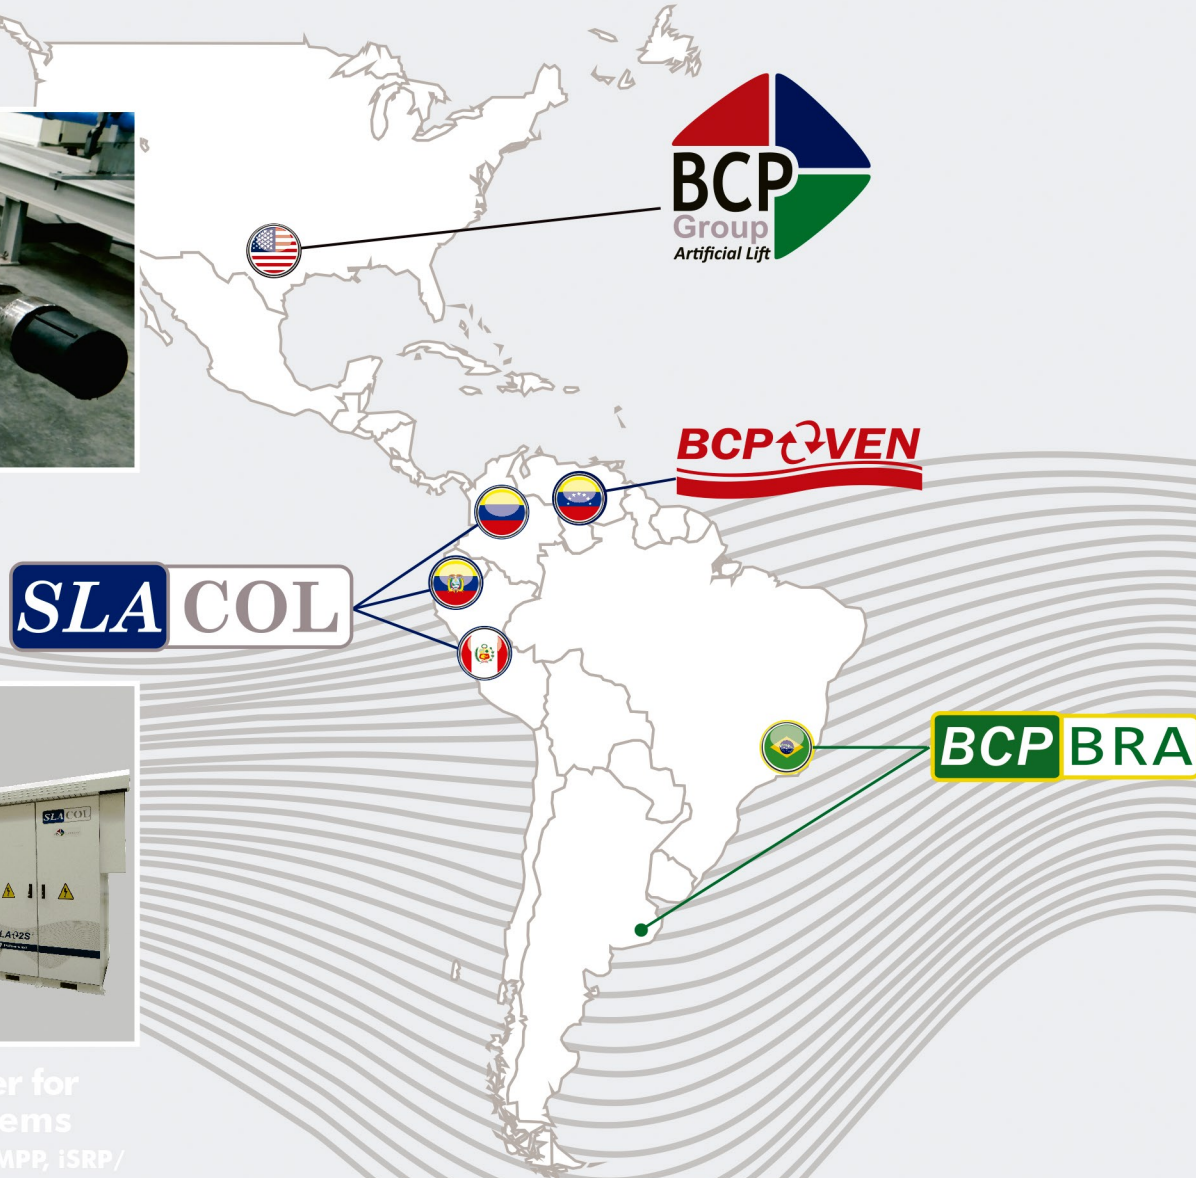 BCP
Group
Artificial Lift
BCP VEN
SLA COL
BCP BRA
SLA COL
er for
ems
MPP, iSRP/